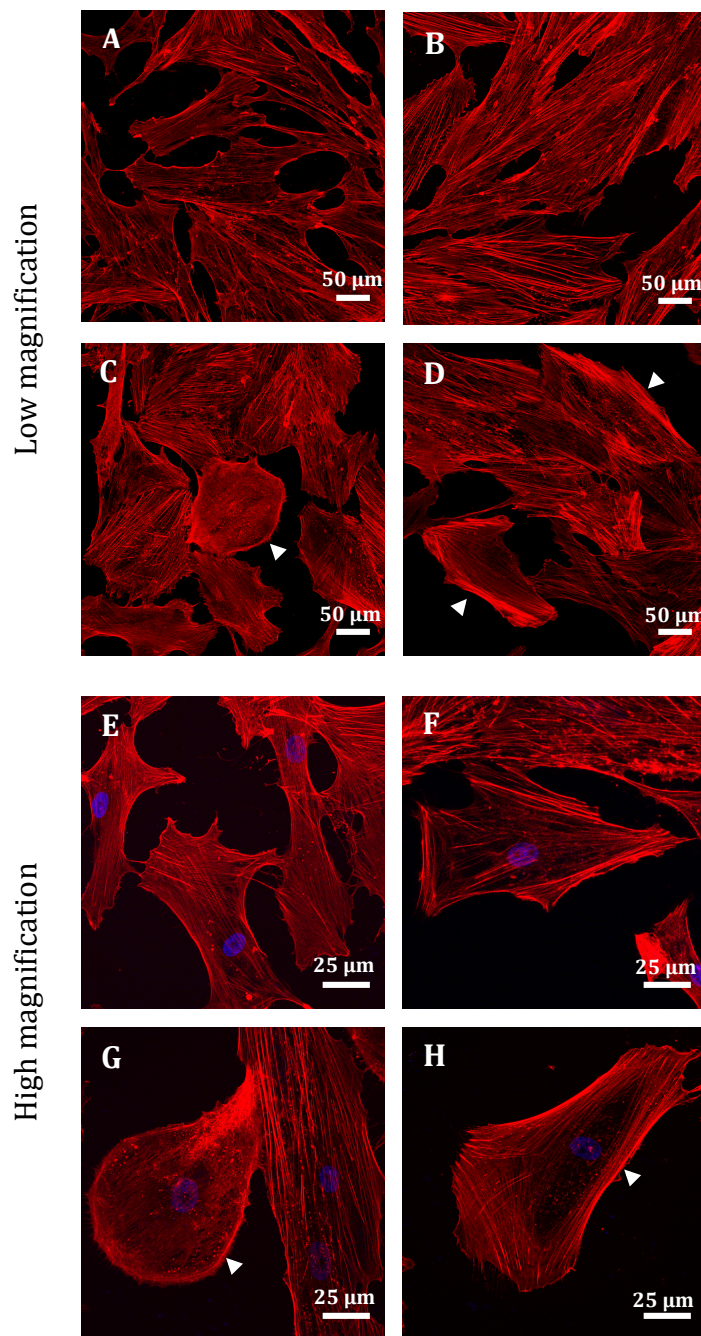 Low magnification
A
50 μm
B
50 μm
C
50 μm
D
50 μm
High magnification
E
25 μm
F
25 μm
G
25 μm
H
25 μm